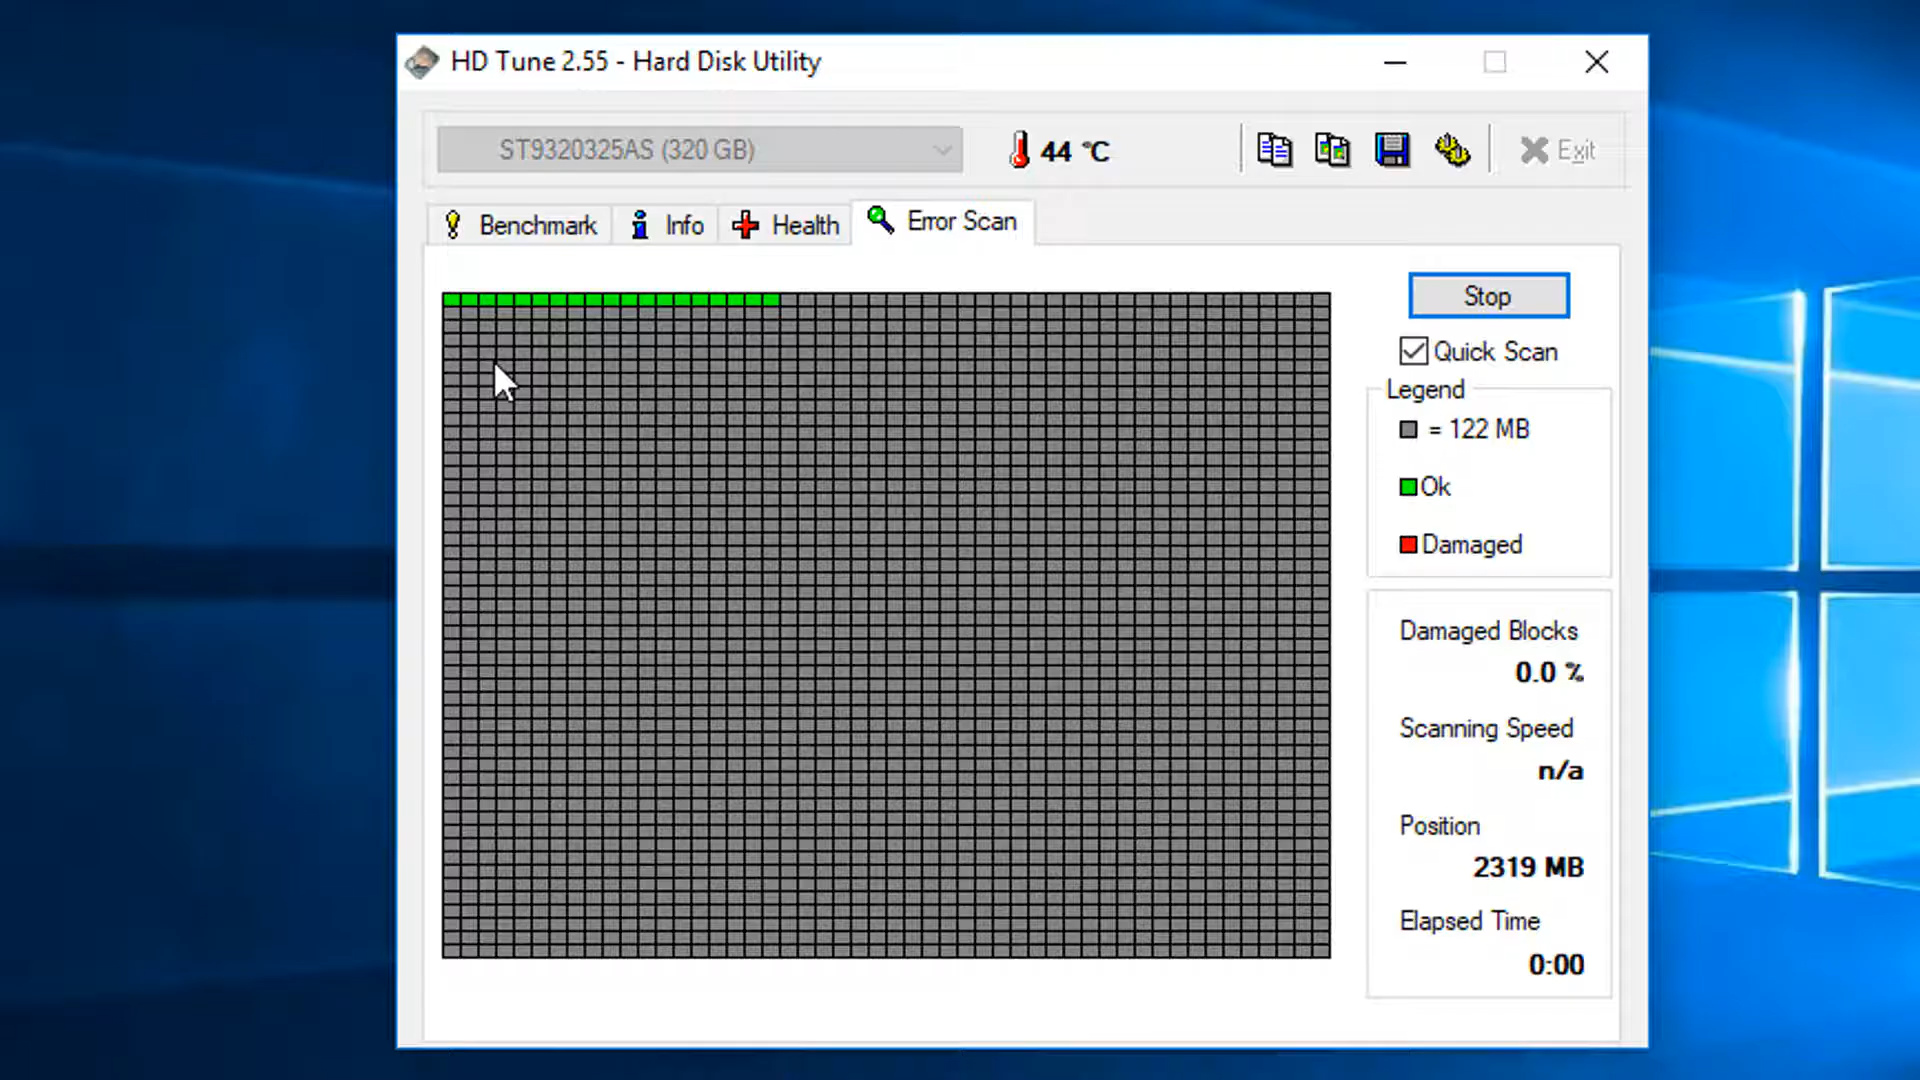 HD Tune 2.55 - Hard Disk Utility
ST9320325AS (320 GB)
44 °C
Exit
Benchmark
Info
Health
Error Scan
Stop
Quick Scan
Legend
= 122 MB
Ok
Damaged
Damaged Blocks
0.0 %
Scanning Speed
n/a
Position
2319 MB
Elapsed Time
0:00